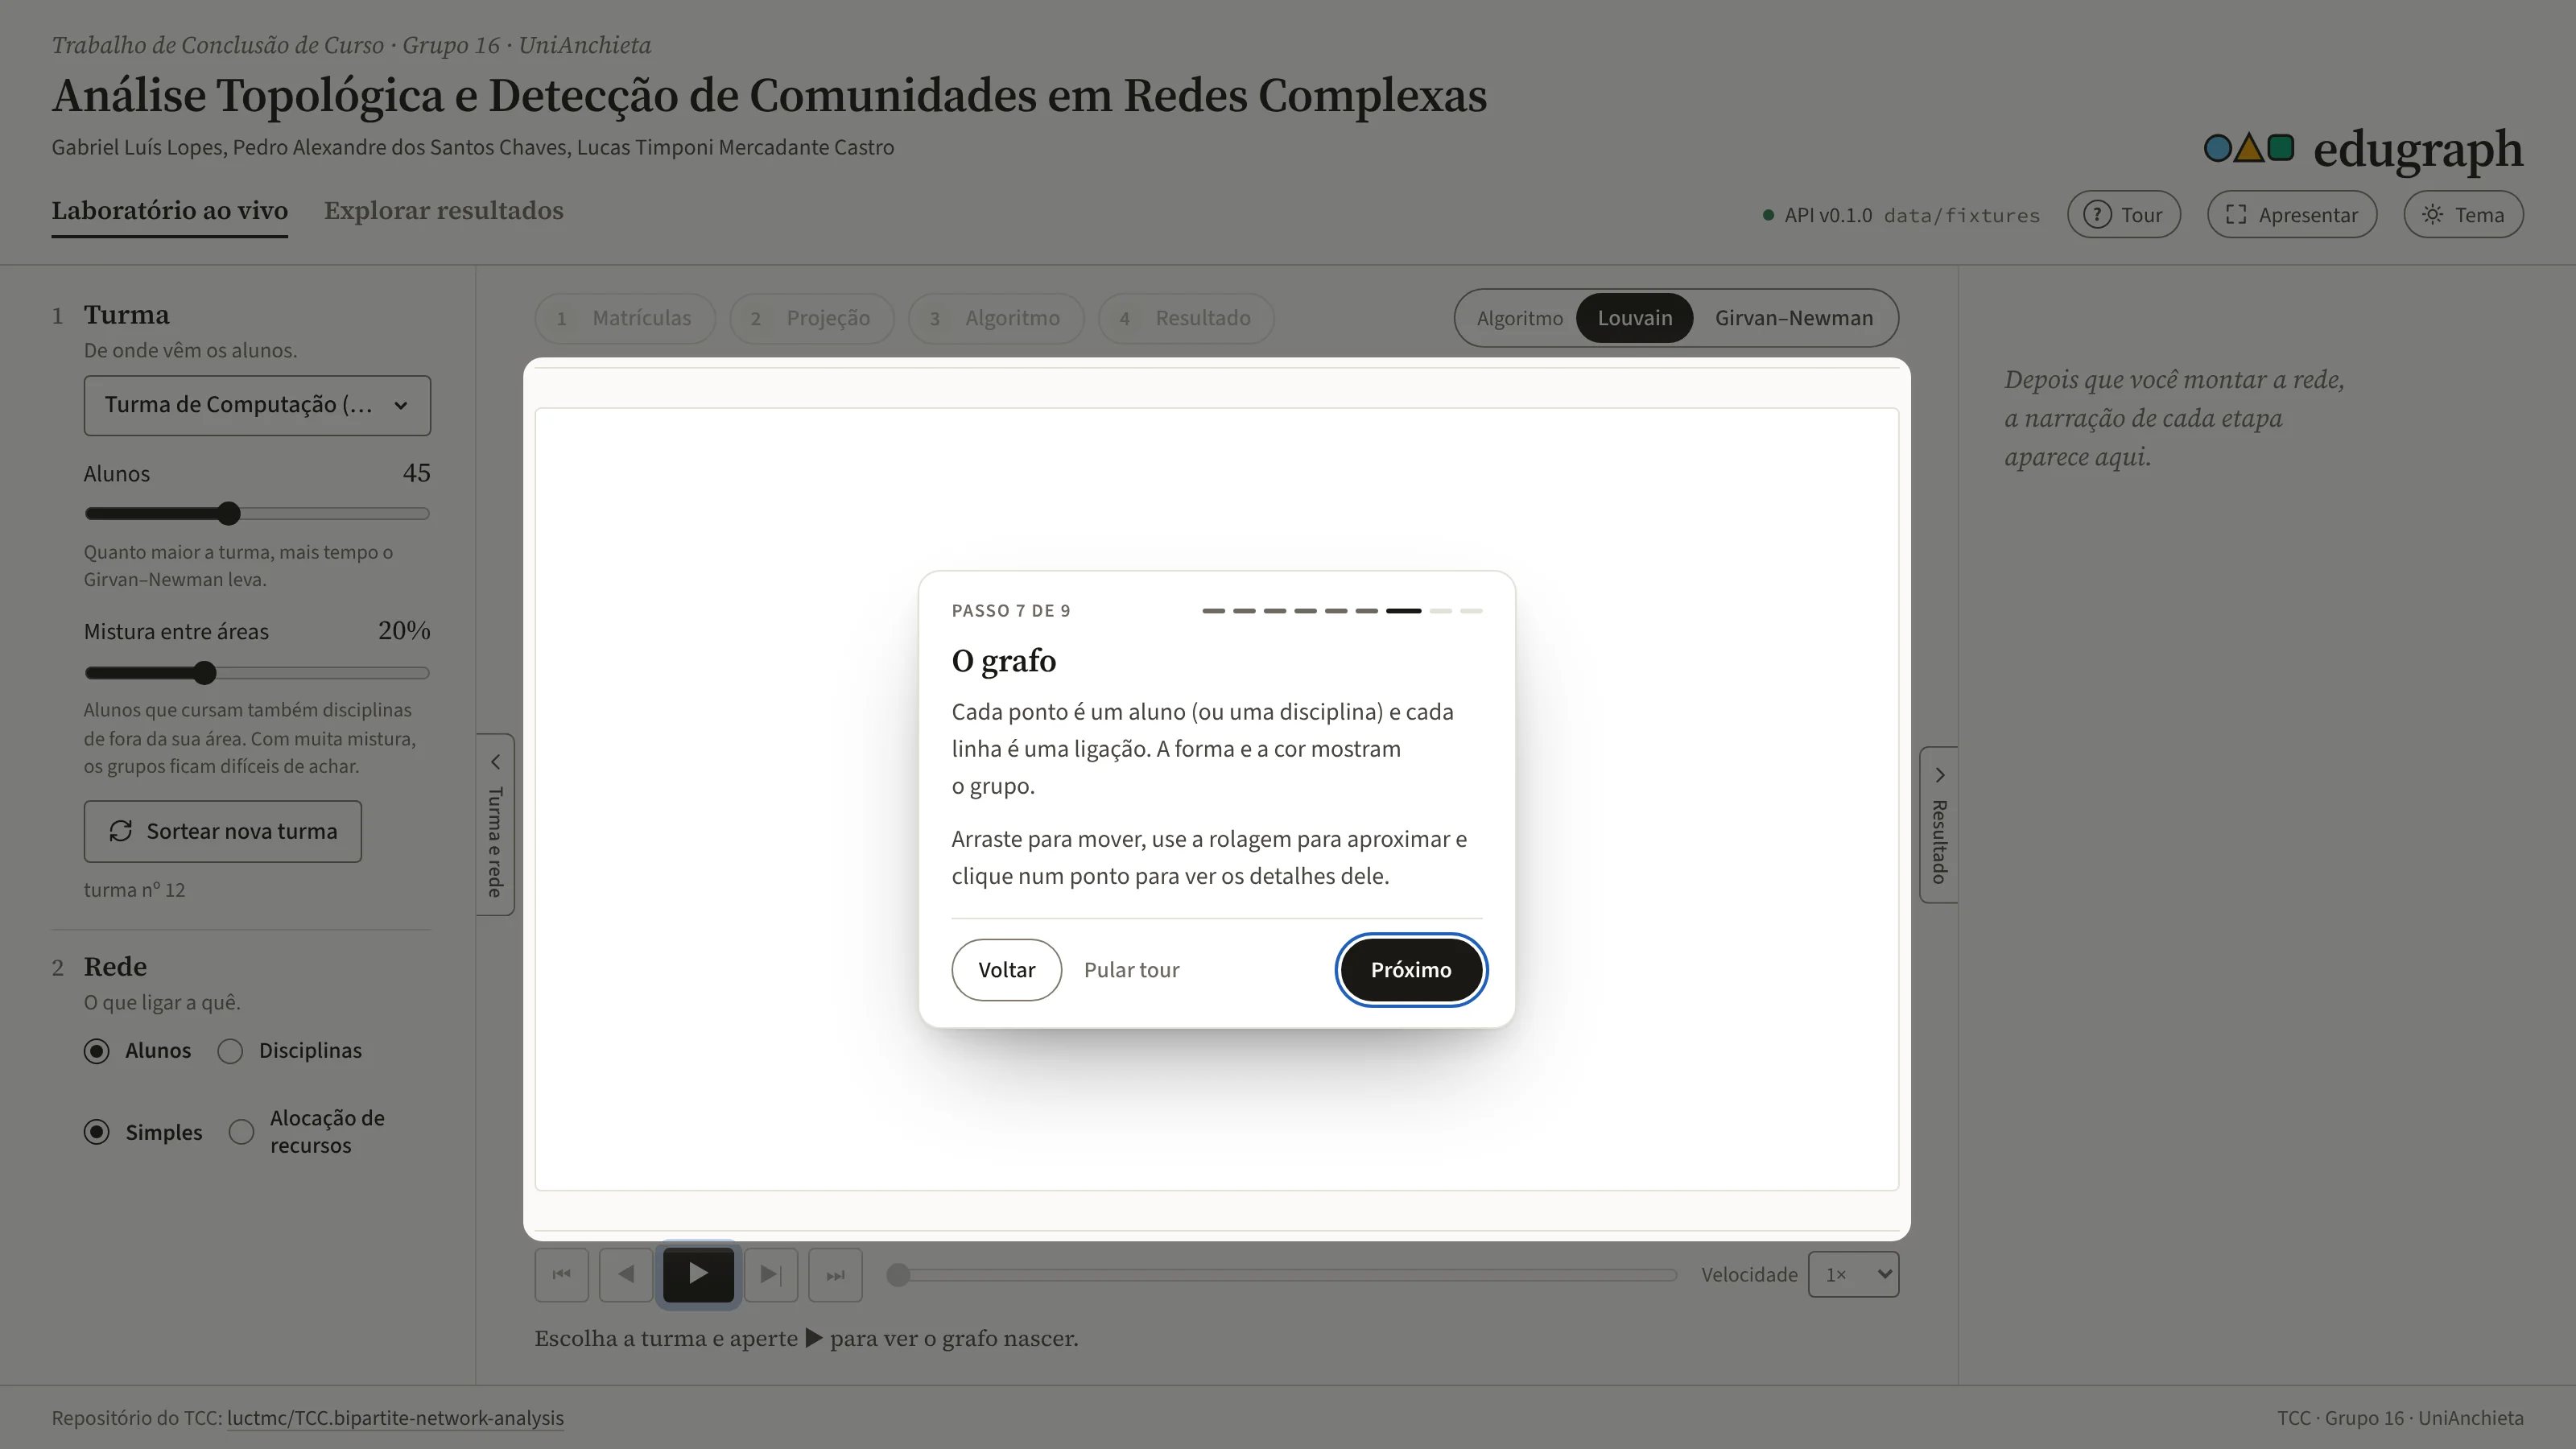 Trabalho de Conclusão de Curso · Grupo 16 · UniAnchieta
Análise Topológica e Detecção de Comunidades em Redes Complexas
Gabriel Luís Lopes, Pedro Alexandre dos Santos Chaves, Lucas Timponi Mercadante Castro
edugraph
Laboratório ao vivo
Explorar resultados
API v0.1.0 data/fixtures
? Tour
Apresentar
Tema
1 Turma
De onde vêm os alunos.
Turma de Computação (...
Alunos 45
Quanto maior a turma, mais tempo o
Girvan–Newman leva.
Mistura entre áreas 20%
Alunos que cursam também disciplinas
de fora da sua área. Com muita mistura,
os grupos ficam difíceis de achar.
Sortear nova turma
turma nº 12
2 Rede
O que ligar a quê.
Alunos
Disciplinas
Simples
Alocação de
recursos
Turma e rede
1 Matrículas
2 Projeção
3 Algoritmo
4 Resultado
Algoritmo
Louvain
Girvan–Newman
PASSO 7 DE 9
O grafo
Cada ponto é um aluno (ou uma disciplina) e cada
linha é uma ligação. A forma e a cor mostram
o grupo.
Arraste para mover, use a rolagem para aproximar e
clique num ponto para ver os detalhes dele.
Voltar
Pular tour
Próximo
Velocidade 1×
Escolha a turma e aperte ▶ para ver o grafo nascer.
Resultado
Depois que você montar a rede,
a narração de cada etapa
aparece aqui.
Repositório do TCC: luctmc/TCC.bipartite-network-analysis
TCC · Grupo 16 · UniAnchieta